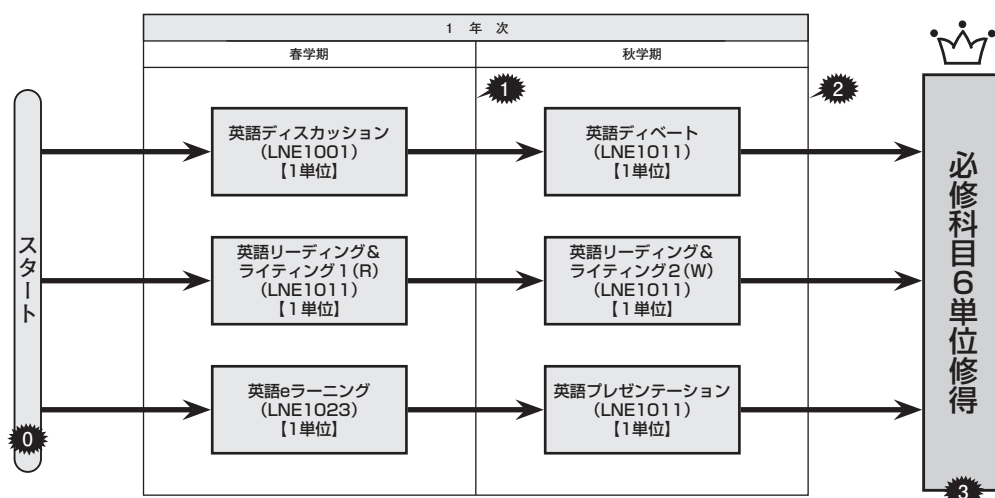 1 年 次
春学期
秋学期
1
2
英語ディスカッション
(LNE1001)
【1単位】
英語ディベート
(LNE1011)
【1単位】
スタート
英語リーディング&
ライティング1(R)
(LNE1011)
【1単位】
英語リーディング&
ライティング2(W)
(LNE1011)
【1単位】
必修科目6単位修得
英語eラーニング
(LNE1023)
【1単位】
英語プレゼンテーション
(LNE1011)
【1単位】
0
3